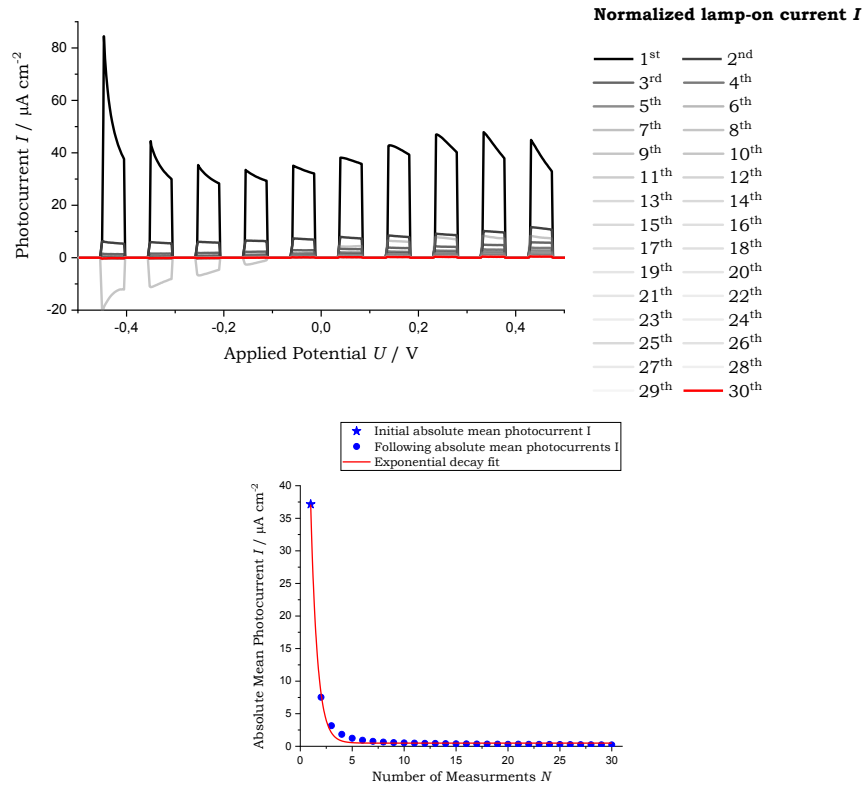 Normalized lamp-on current I
1st 2nd
3rd 4th
5th 6th
7th 8th
9th 10th
11th 12th
13th 14th
15th 16th
17th 18th
19th 20th
21th 22th
23th 24th
25th 26th
27th 28th
29th 30th
Photocurrent I / µA cm-2
80
60
40
20
0
-20
-0,4 -0,2 0,0 0,2 0,4
Applied Potential U / V
Initial absolute mean photocurrent I
Following absolute mean photocurrents I
Exponential decay fit
Absolute Mean Photocurrent I / µA cm-2
40
35
30
25
20
15
10
5
0
0 5 10 15 20 25 30
Number of Measurments N